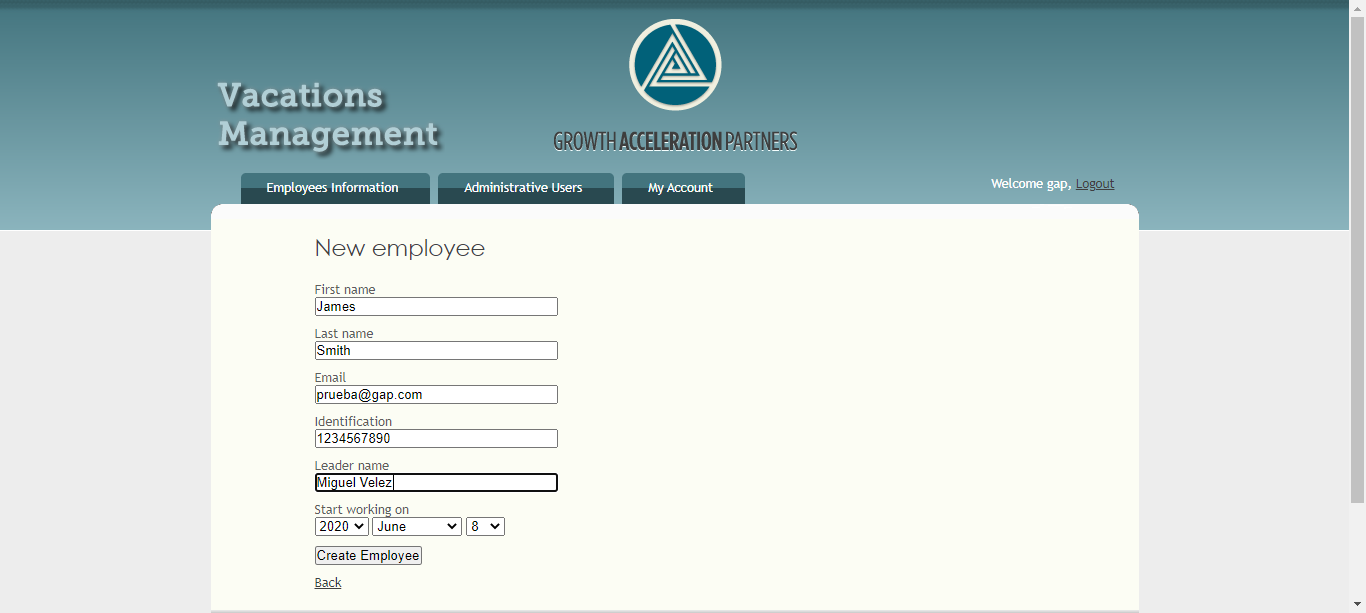 Vacations
Management
GROWTH ACCELERATION PARTNERS
Employees Information
Administrative Users
My Account
Welcome gap, Logout
New employee
First name
James
Last name
Smith
Email
prueba@gap.com
Identification
1234567890
Leader name
Miguel Velez
Start working on
2020 June 8
Create Employee
Back